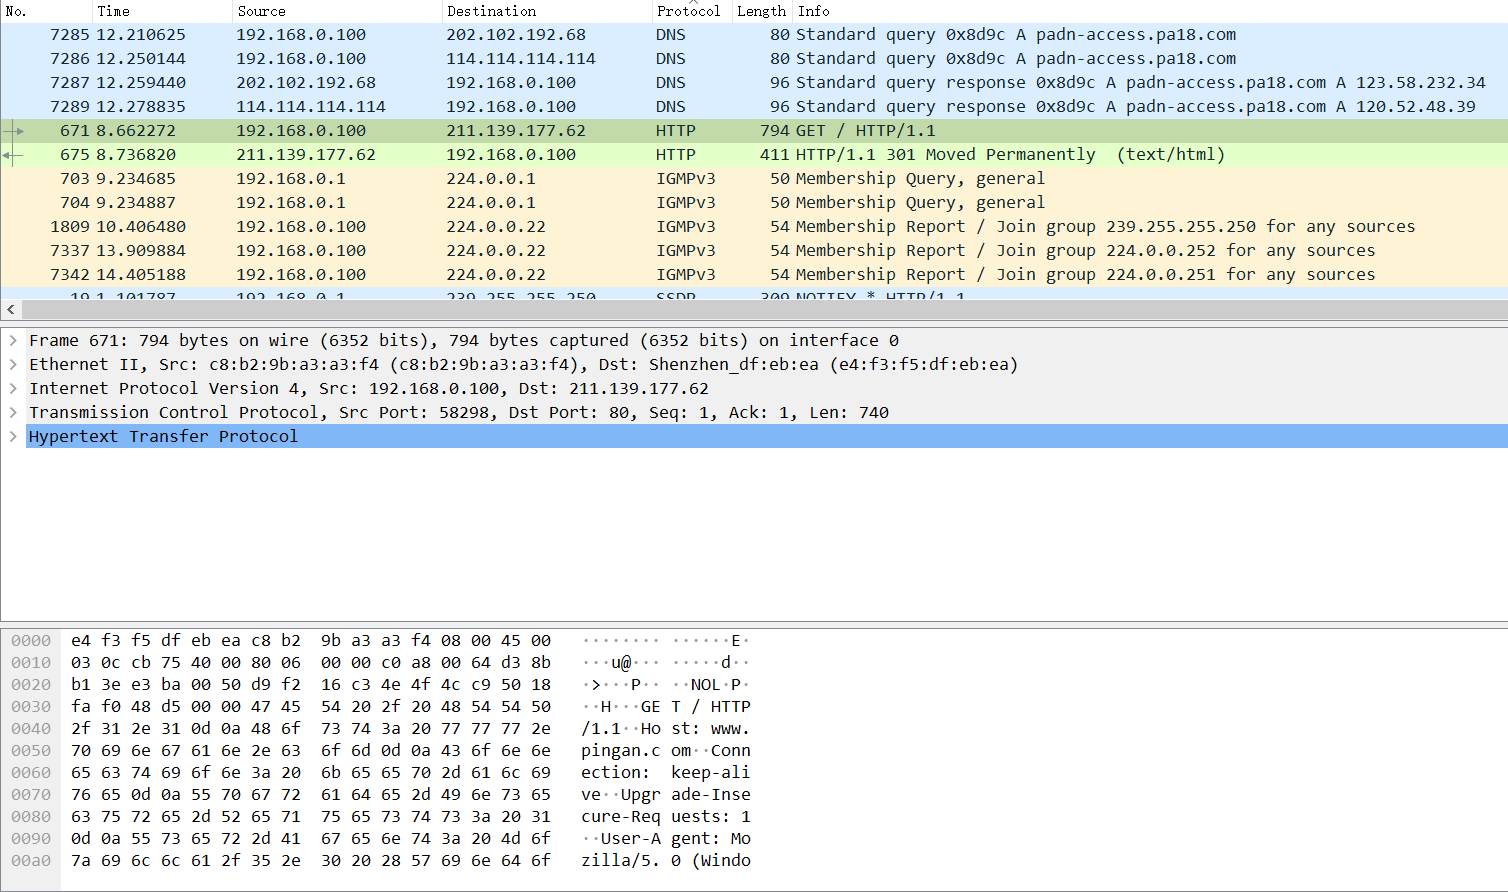 No. Time Source Destination Protocol Length Info
7285 12.210625 192.168.0.100 202.102.192.68 DNS 80 Standard query 0x8d9c A padn-access.pa18.com
7286 12.250144 192.168.0.100 114.114.114.114 DNS 80 Standard query 0x8d9c A padn-access.pa18.com
7287 12.259440 202.102.192.68 192.168.0.100 DNS 96 Standard query response 0x8d9c A padn-access.pa18.com A 123.58.232.34
7289 12.278835 114.114.114.114 192.168.0.100 DNS 96 Standard query response 0x8d9c A padn-access.pa18.com A 120.52.48.39
671 8.662272 192.168.0.100 211.139.177.62 HTTP 794 GET / HTTP/1.1
675 8.736820 211.139.177.62 192.168.0.100 HTTP 411 HTTP/1.1 301 Moved Permanently (text/html)
703 9.234685 192.168.0.1 224.0.0.1 IGMPv3 50 Membership Query, general
704 9.234887 192.168.0.1 224.0.0.1 IGMPv3 50 Membership Query, general
1809 10.406480 192.168.0.100 224.0.0.22 IGMPv3 54 Membership Report / Join group 239.255.255.250 for any sources
7337 13.909884 192.168.0.100 224.0.0.22 IGMPv3 54 Membership Report / Join group 224.0.0.252 for any sources
7342 14.405188 192.168.0.100 224.0.0.22 IGMPv3 54 Membership Report / Join group 224.0.0.251 for any sources
19 1.101787 192.168.0.1 239.255.255.250 SSDP 309 NOTIFY * HTTP/1.1
Frame 671: 794 bytes on wire (6352 bits), 794 bytes captured (6352 bits) on interface 0
Ethernet II, Src: c8:b2:9b:a3:a3:f4 (c8:b2:9b:a3:a3:f4), Dst: Shenzhen_df:eb:ea (e4:f3:f5:df:eb:ea)
Internet Protocol Version 4, Src: 192.168.0.100, Dst: 211.139.177.62
Transmission Control Protocol, Src Port: 58298, Dst Port: 80, Seq: 1, Ack: 1, Len: 740
Hypertext Transfer Protocol
0000 e4 f3 f5 df eb ea c8 b2 9b a3 a3 f4 08 00 45 00 ········ ······E·
0010 03 0c cb 75 40 00 80 06 00 00 c0 a8 00 64 d3 8b ···u@··· ·····d··
0020 b1 3e e3 ba 00 50 d9 f2 16 c3 4e 4f 4c c9 50 18 ·>···P·· ··NOL·P·
0030 fa f0 48 d5 00 00 47 45 54 20 2f 20 48 54 54 50 ··H···GE T / HTTP
0040 2f 31 2e 31 0d 0a 48 6f 73 74 3a 20 77 77 77 2e /1.1··Ho st: www.
0050 70 69 6e 67 61 6e 2e 63 6f 6d 0d 0a 43 6f 6e 6e pingan.c om··Conn
0060 65 63 74 69 6f 6e 3a 20 6b 65 65 70 2d 61 6c 69 ection: keep-ali
0070 76 65 0d 0a 55 70 67 72 61 64 65 2d 49 6e 73 65 ve··Upgr ade-Inse
0080 63 75 72 65 2d 52 65 71 75 65 73 74 73 3a 20 31 cure-Req uests: 1
0090 0d 0a 55 73 65 72 2d 41 67 65 6e 74 3a 20 4d 6f ··User-A gent: Mo
00a0 7a 69 6c 6c 61 2f 35 2e 30 20 28 57 69 6e 64 6f zilla/5. 0 (Windo